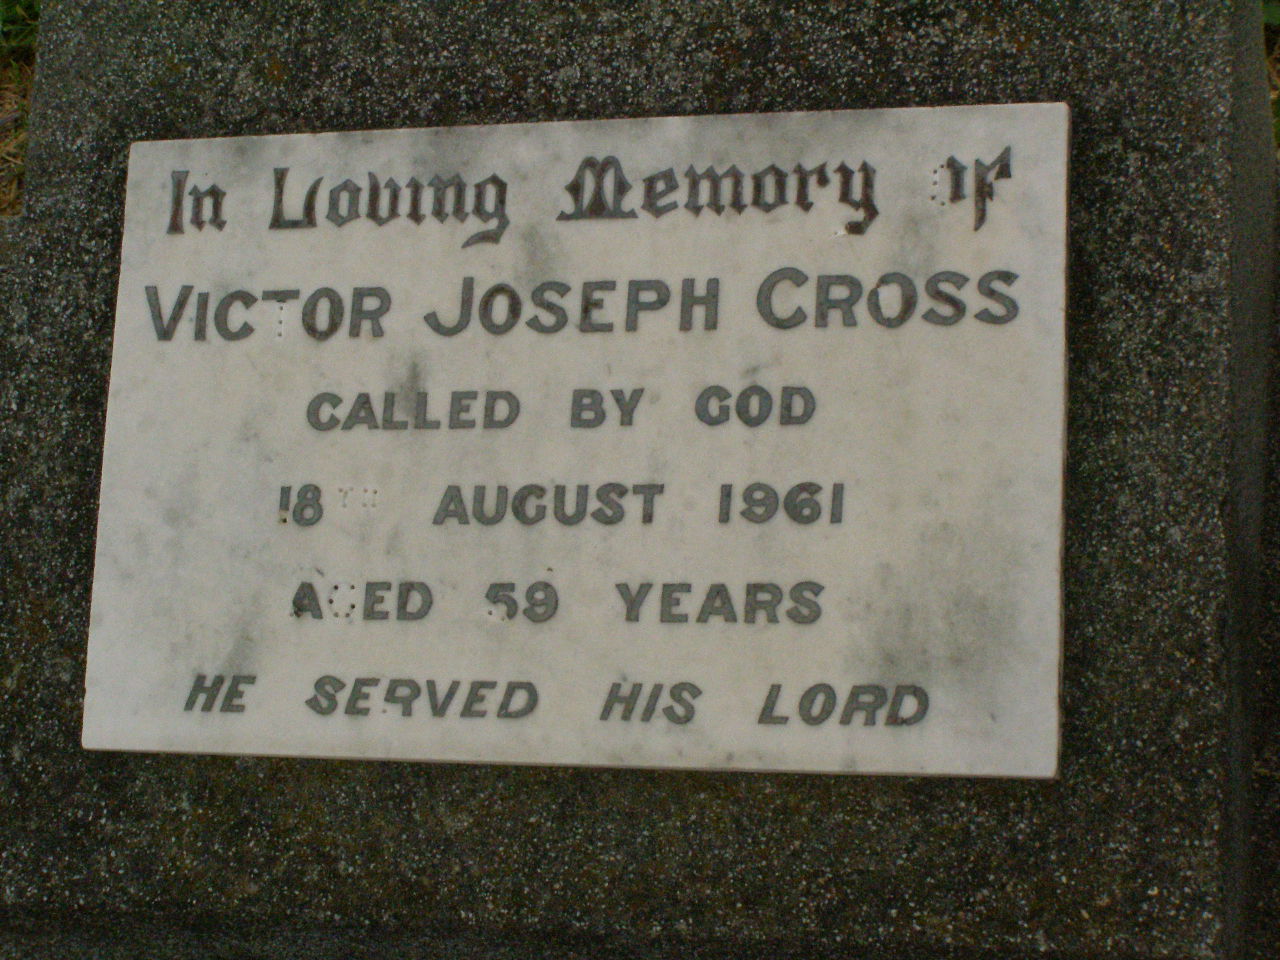 In Loving Memory of
VICTOR JOSEPH CROSS
CALLED BY GOD
18TH AUGUST 1961
AGED 59 YEARS
HE SERVED HIS LORD